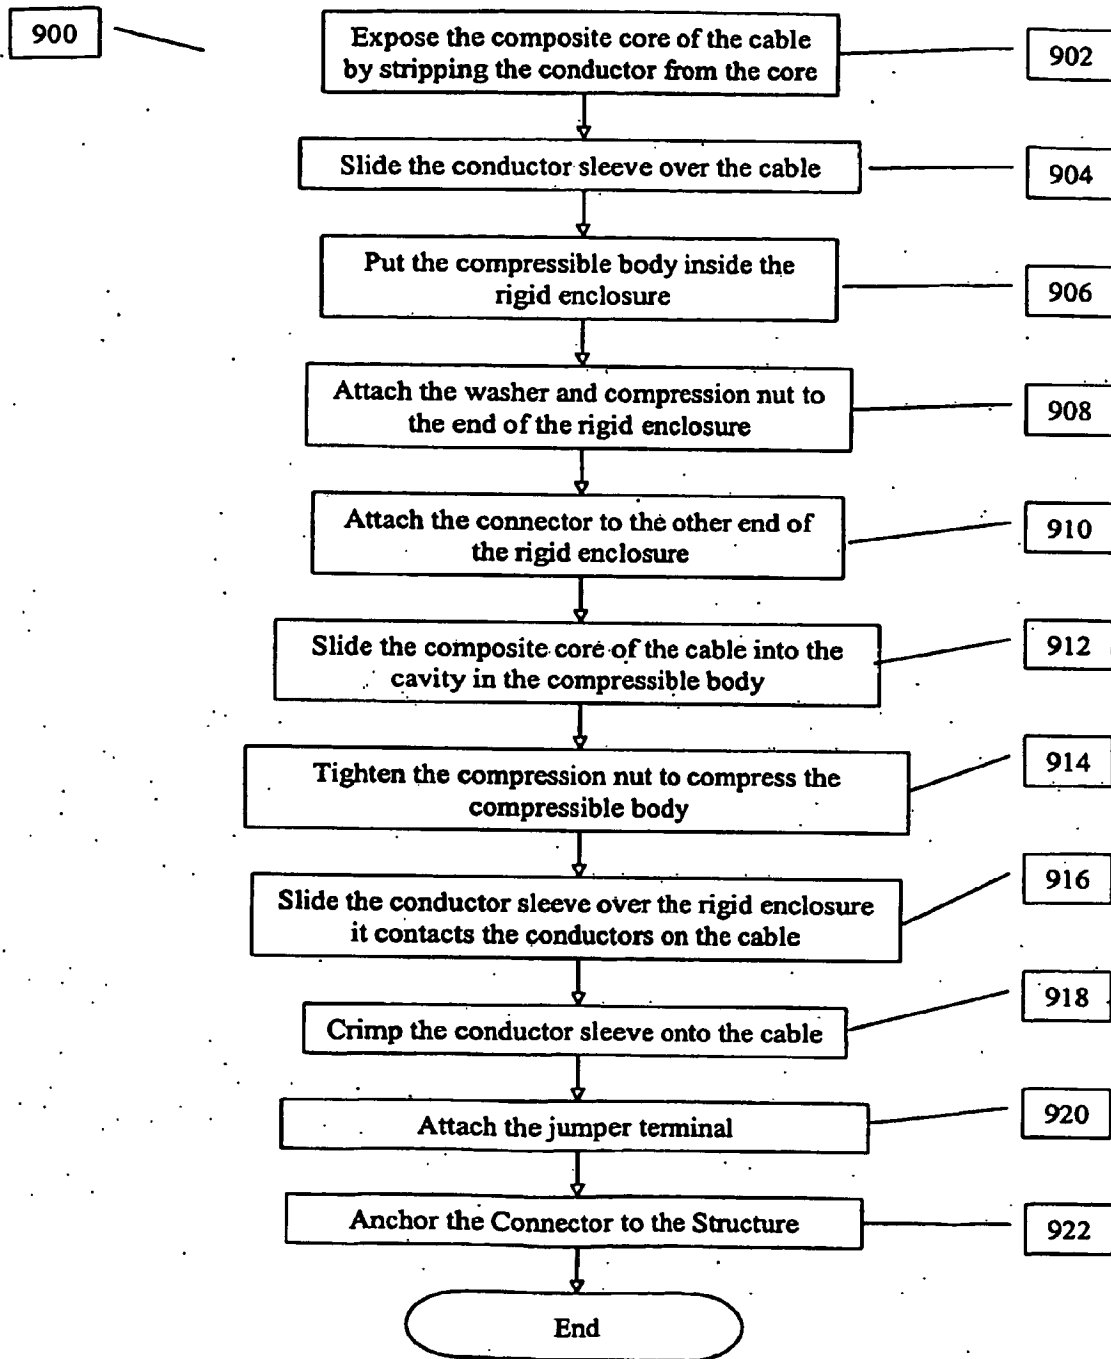 900
Expose the composite core of the cable
by stripping the conductor from the core
902
Slide the conductor sleeve over the cable
904
Put the compressible body inside the
rigid enclosure
906
Attach the washer and compression nut to
the end of the rigid enclosure
908
Attach the connector to the other end of
the rigid enclosure
910
Slide the composite core of the cable into the
cavity in the compressible body
912
Tighten the compression nut to compress the
compressible body
914
Slide the conductor sleeve over the rigid enclosure
it contacts the conductors on the cable
916
Crimp the conductor sleeve onto the cable
918
Attach the jumper terminal
920
Anchor the Connector to the Structure
922
End